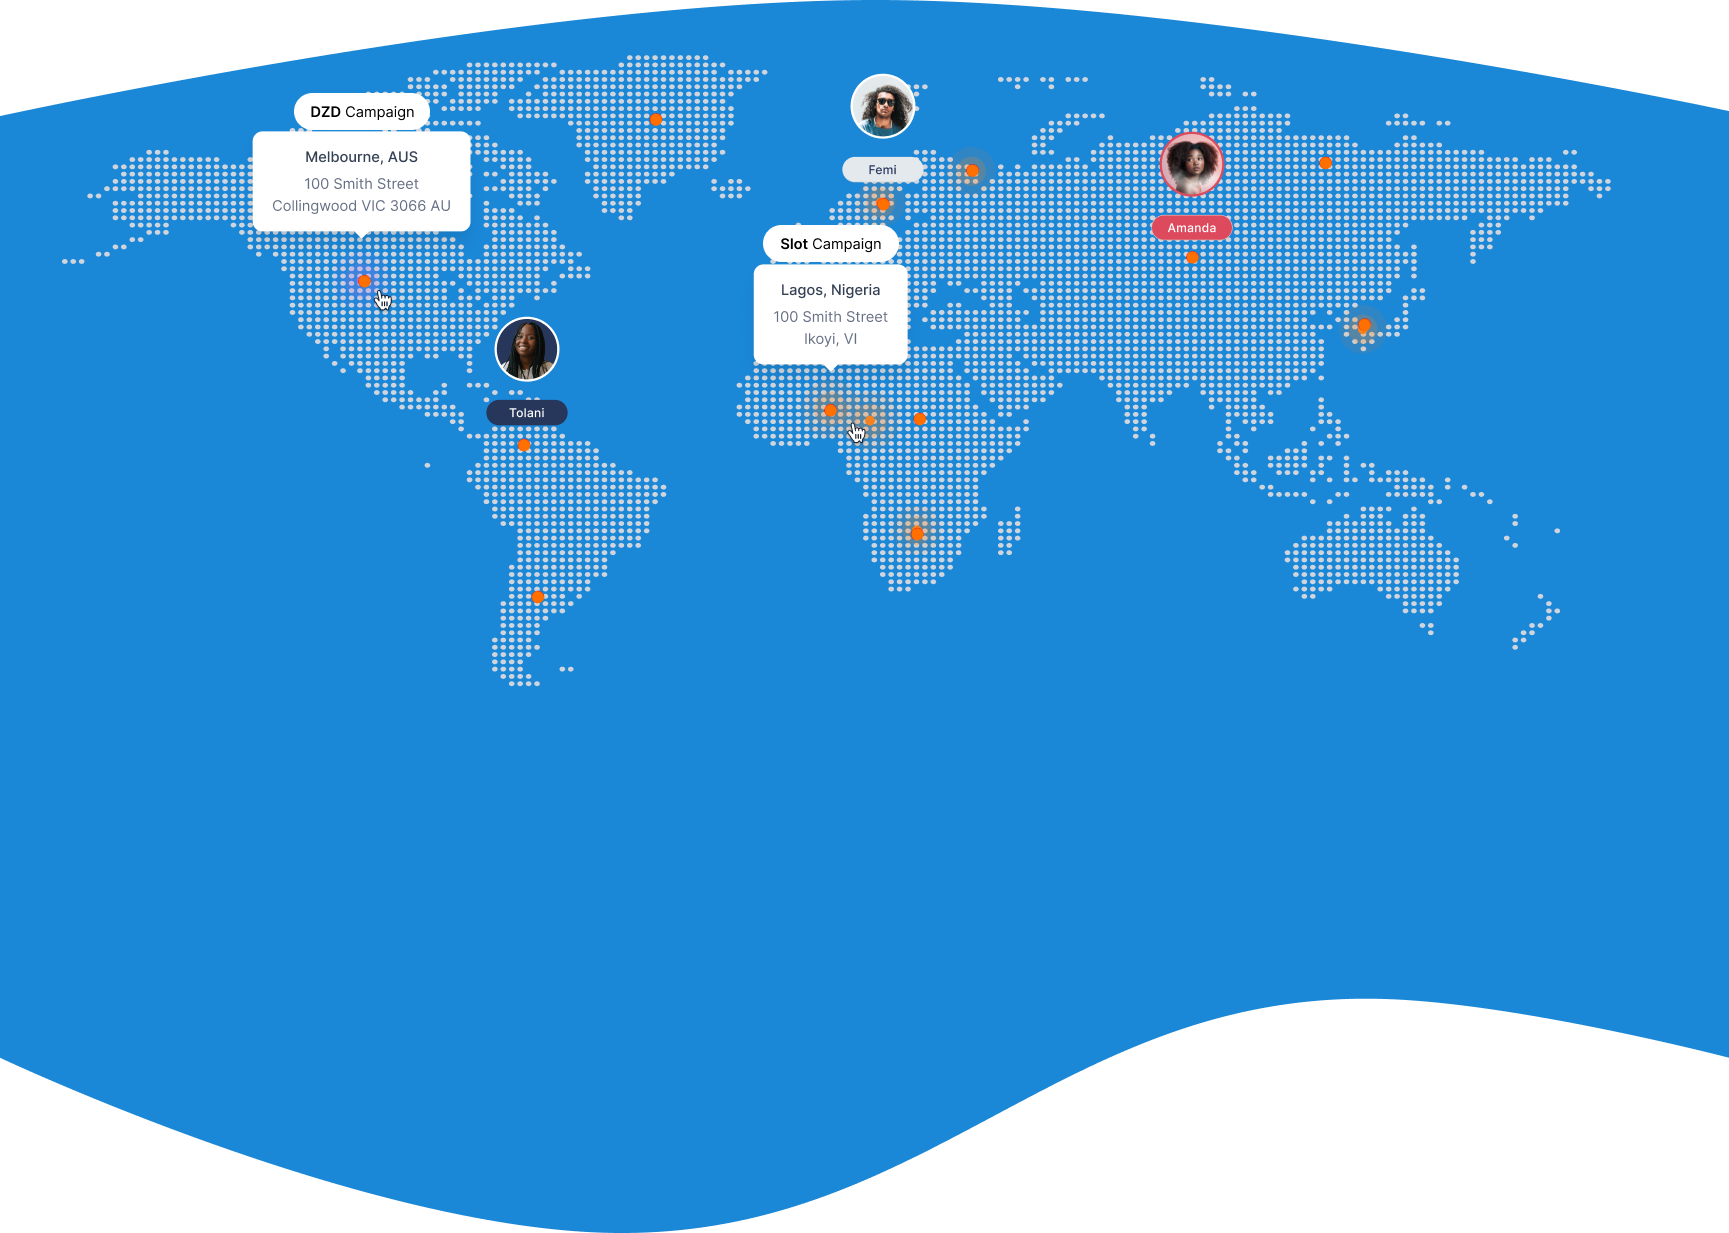 DZD Campaign
Melbourne, AUS
100 Smith Street
Collingwood VIC 3066 AU
Femi
Amanda
Slot Campaign
Lagos, Nigeria
100 Smith Street
Ikoyi, VI
Tolani